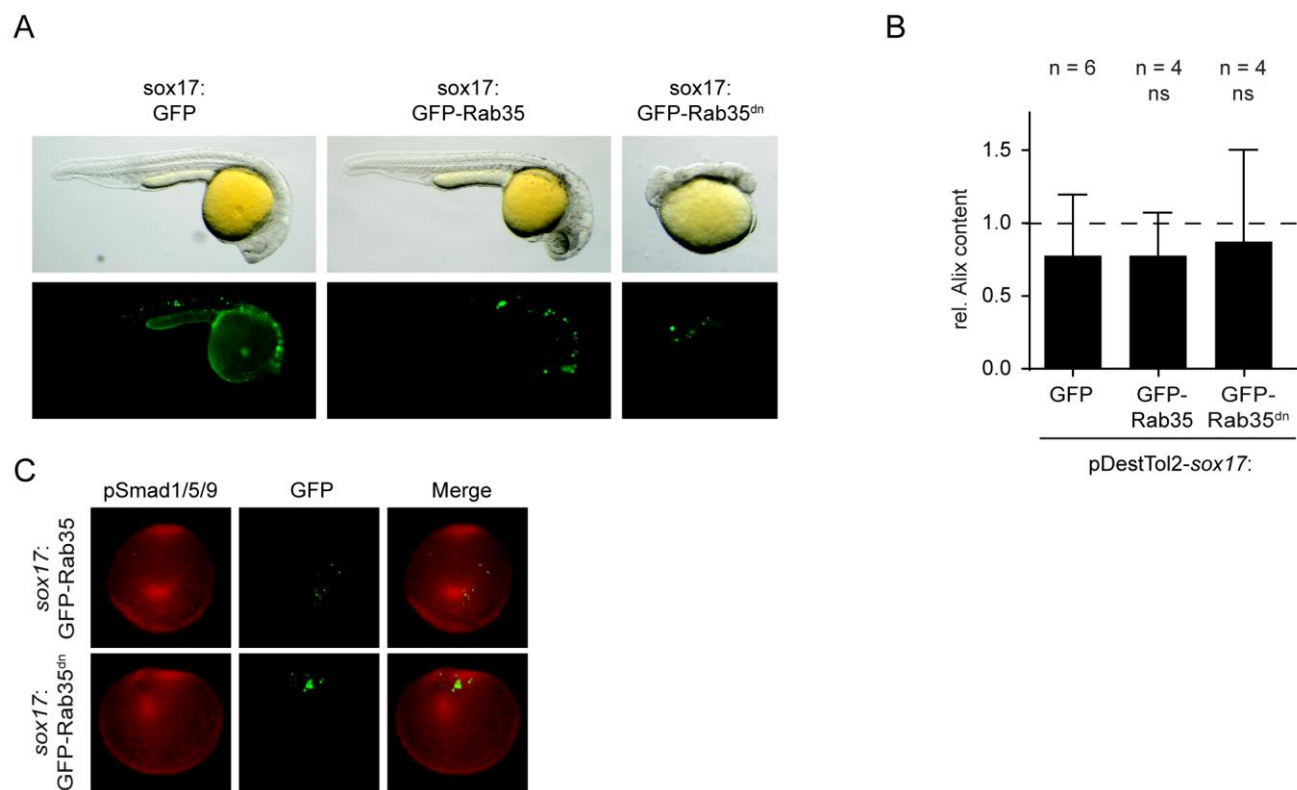 A
sox17:
GFP
sox17:
GFP-Rab35
sox17:
GFP-Rab35dn
B
n = 6
n = 4
ns
n = 4
ns
rel. Alix content
1.5
1.0
0.5
0.0
GFP
GFP-
Rab35
GFP-
Rab35dn
pDestTol2-sox17:
C
pSmad1/5/9
GFP
Merge
sox17:
GFP-Rab35
sox17:
GFP-Rab35dn